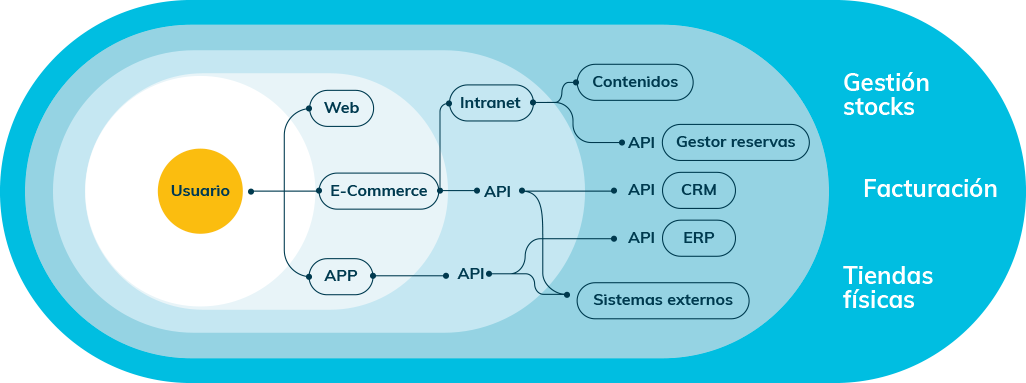 Usuario
Web
E-Commerce
APP
Intranet
API
API
Contenidos
API Gestor reservas
API CRM
API ERP
Sistemas externos
Gestión
stocks
Facturación
Tiendas
físicas